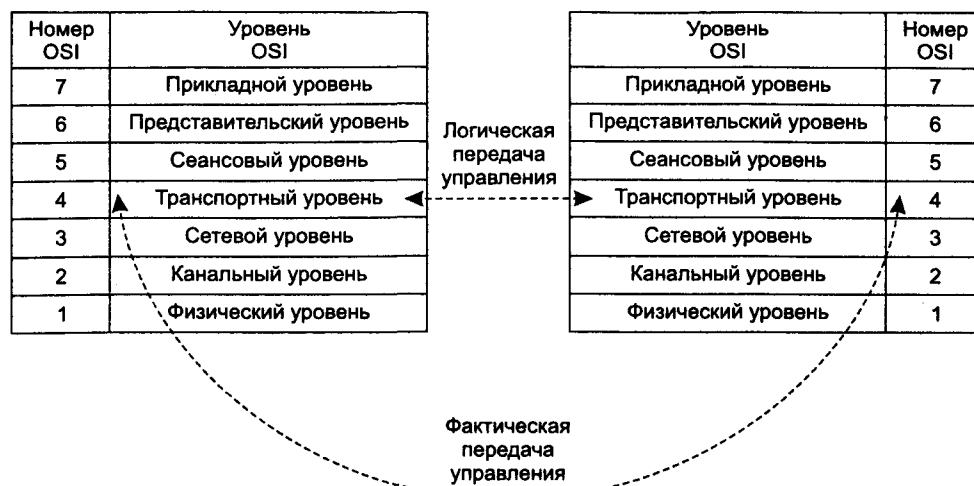 Номер
OSI
Уровень
OSI
7
Прикладной уровень
6
Представительский уровень
5
Сеансовый уровень
4
Транспортный уровень
3
Сетевой уровень
2
Канальный уровень
1
Физический уровень
Логическая
передача
управления
Уровень
OSI
Номер
OSI
Прикладной уровень
7
Представительский уровень
6
Сеансовый уровень
5
Транспортный уровень
4
Сетевой уровень
3
Канальный уровень
2
Физический уровень
1
Фактическая
передача
управления